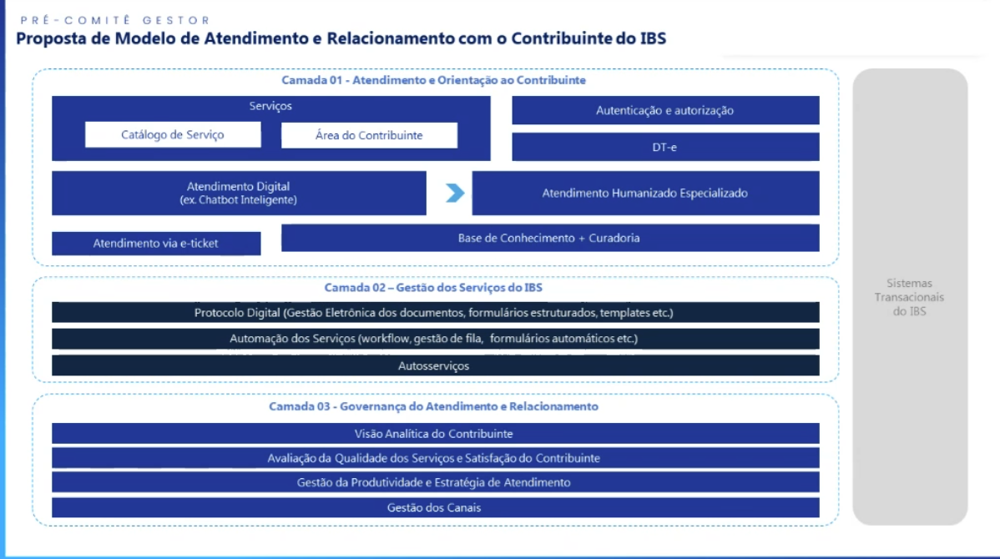 PRÉ-COMITÊ GESTOR
Proposta de Modelo de Atendimento e Relacionamento com o Contribuinte do IBS
Camada 01 - Atendimento e Orientação ao Contribuinte
Serviços
Catálogo de Serviço
Área do Contribuinte
Autenticação e autorização
DT-e
Atendimento Digital
(ex. Chatbot Inteligente)
Atendimento Humanizado Especializado
Atendimento via e-ticket
Base de Conhecimento + Curadoria
Camada 02 – Gestão dos Serviços do IBS
Protocolo Digital (Gestão Eletrônica dos documentos, formulários estruturados, templates etc.)
Automação dos Serviços (workflow, gestão de fila, formulários automáticos etc.)
Autosserviços
Camada 03 - Governança do Atendimento e Relacionamento
Visão Analítica do Contribuinte
Avaliação da Qualidade dos Serviços e Satisfação do Contribuinte
Gestão da Produtividade e Estratégia de Atendimento
Gestão dos Canais
Sistemas
Transacionais
do IBS